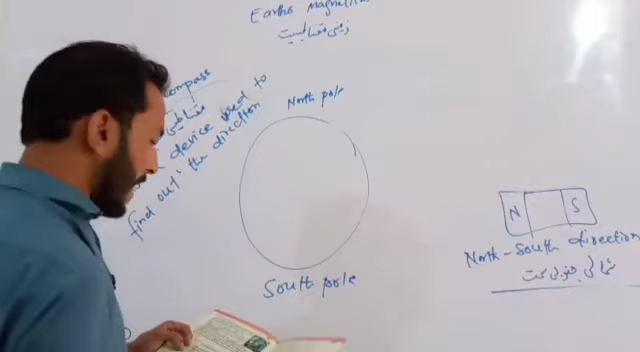 Earths Magnetism
زمینی مقناطیسیت
compass
مقناطیسی
device used to
find out the direction
North pole
South pole
N S
North-South direction
شمالی جنوبی سمت